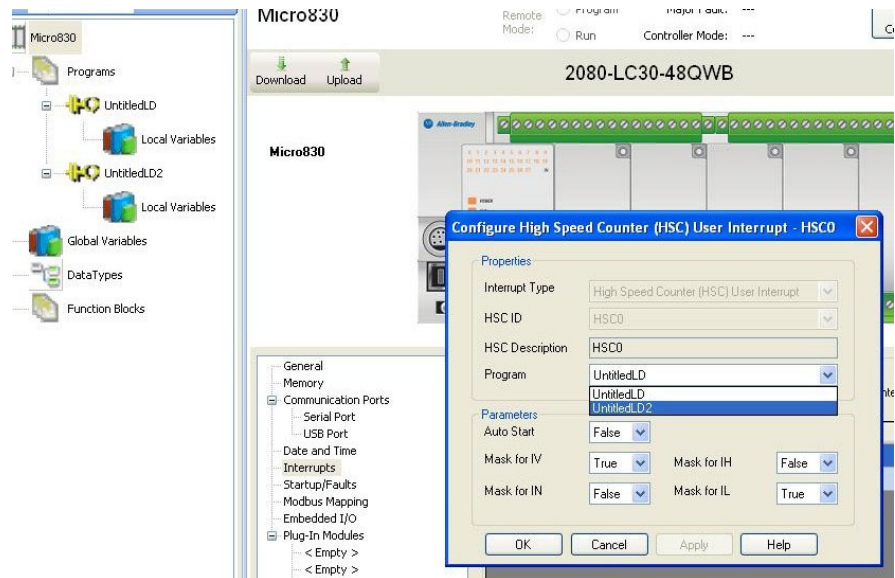 Micro830
Programs
UntitledLD
Local Variables
UntitledLD2
Local Variables
Global Variables
DataTypes
Function Blocks
Micro830
Remote
Mode:
Program
Run
Major Fault: ---
Controller Mode: ---
Download
Upload
2080-LC30-48QWB
Micro830
Allen-Bradley
General
Memory
Communication Ports
Serial Port
USB Port
Date and Time
Interrupts
Startup/Faults
Modbus Mapping
Embedded I/O
Plug-In Modules
< Empty >
< Empty >
Configure High Speed Counter (HSC) User Interrupt - HSC0
Properties
Interrupt Type
High Speed Counter (HSC) User Interrupt
HSC ID
HSC0
HSC Description
HSC0
Program
UntitledLD
UntitledLD
UntitledLD2
Parameters
Auto Start
False
Mask for IV
True
Mask for IH
False
Mask for IN
False
Mask for IL
True
OK
Cancel
Apply
Help